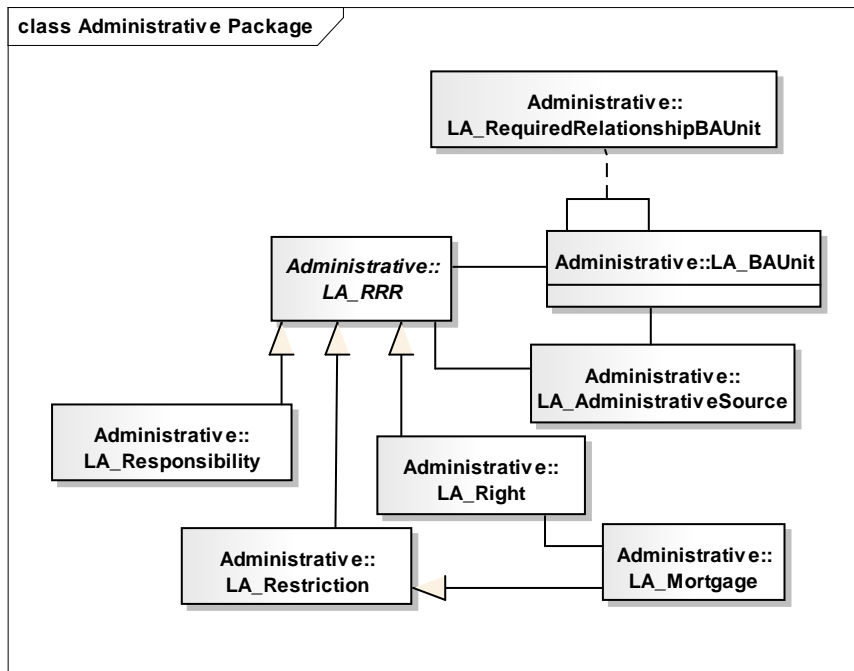 class Administrative Package
Administrative::
LA_RequiredRelationshipBAUnit
Administrative::
LA_RRR
Administrative::LA_BAUnit
Administrative::
LA_AdministrativeSource
Administrative::
LA_Responsibility
Administrative::
LA_Right
Administrative::
LA_Restriction
Administrative::
LA_Mortgage